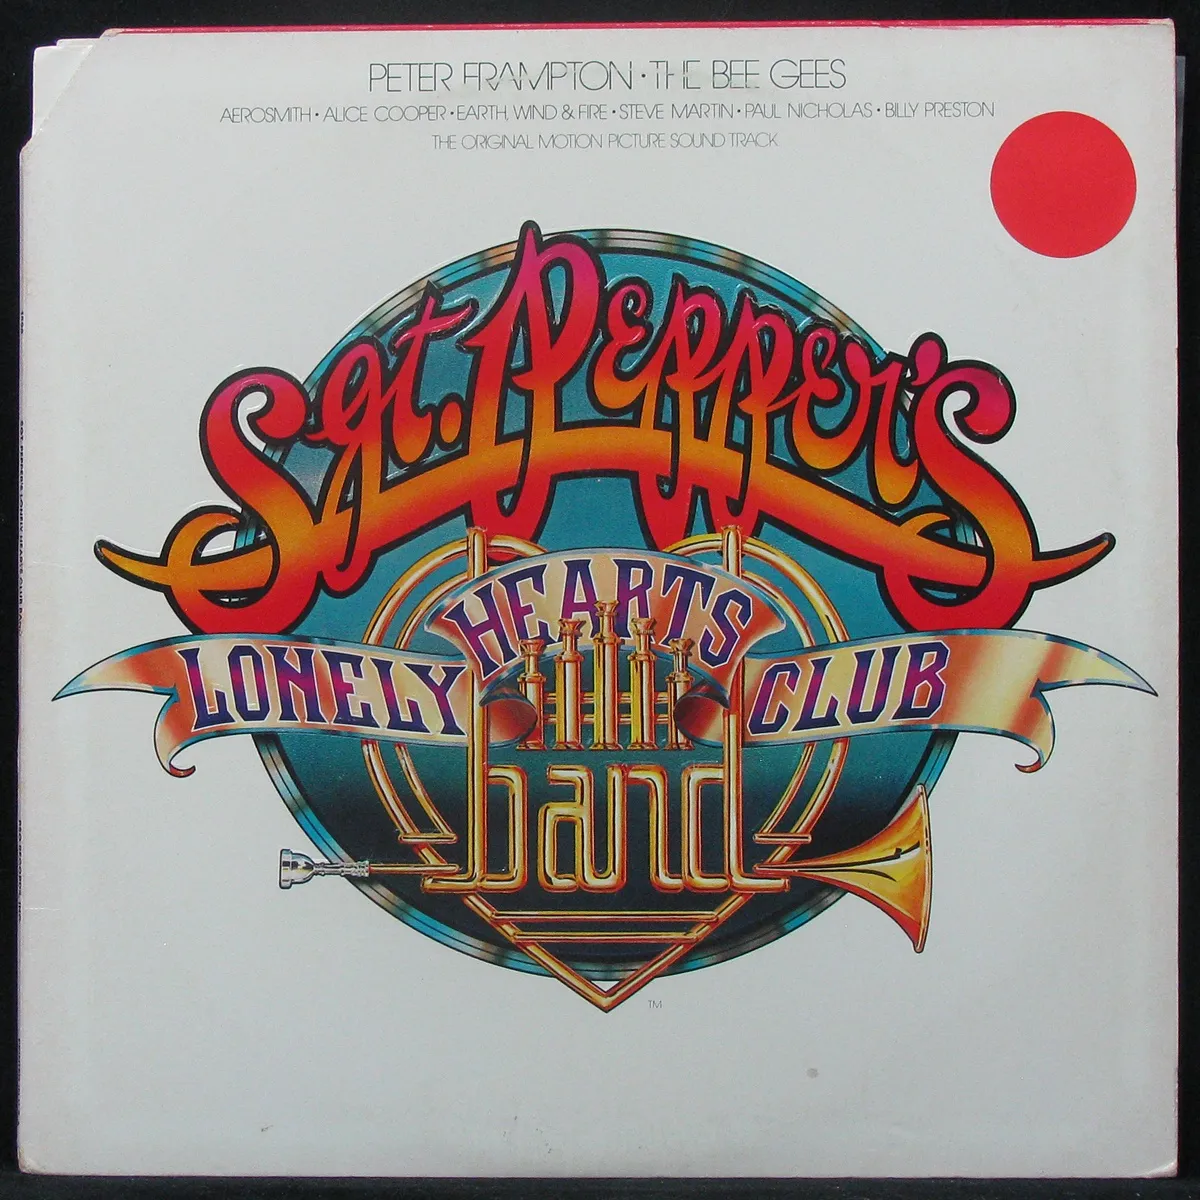 PETER FRAMPTON · THE BEE GEES
AEROSMITH · ALICE COOPER · EARTH, WIND & FIRE · STEVE MARTIN · PAUL NICHOLAS · BILLY PRESTON
THE ORIGINAL MOTION PICTURE SOUND TRACK
Sgt. Pepper's
LONELY HEARTS CLUB
band
TM